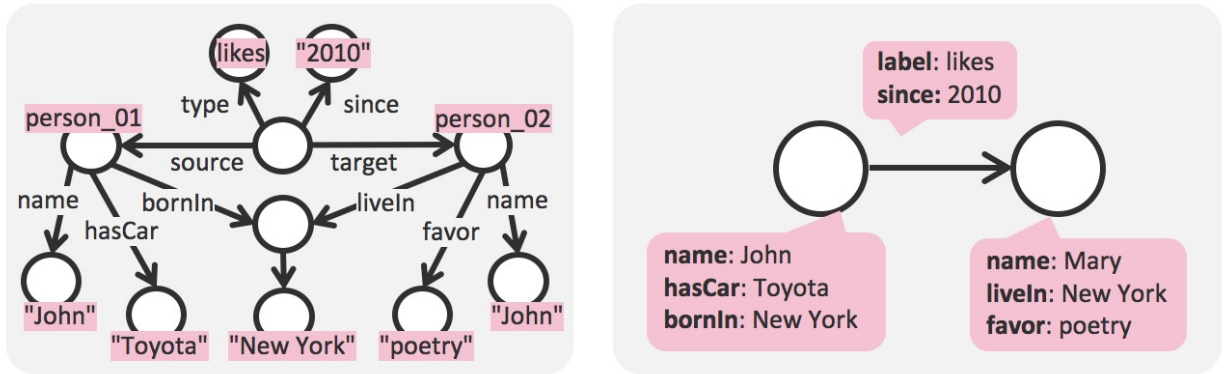 likes "2010"
type since
person_01 person_02
source target
name bornIn liveIn name
hasCar favor
"John" "John"
"Toyota" "New York" "poetry"
label: likes
since: 2010
name: John
hasCar: Toyota
bornIn: New York
name: Mary
liveIn: New York
favor: poetry